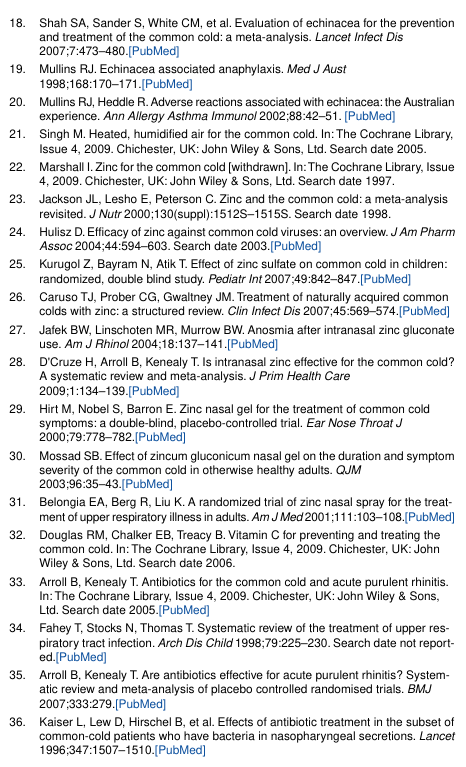 18. Shah SA, Sander S, White CM, et al. Evaluation of echinacea for the prevention
and treatment of the common cold: a meta-analysis. Lancet Infect Dis
2007;7:473–480.[PubMed]
19. Mullins RJ. Echinacea associated anaphylaxis. Med J Aust
1998;168:170–171.[PubMed]
20. Mullins RJ, Heddle R. Adverse reactions associated with echinacea: the Australian
experience. Ann Allergy Asthma Immunol 2002;88:42–51. [PubMed]
21. Singh M. Heated, humidified air for the common cold. In: The Cochrane Library,
Issue 4, 2009. Chichester, UK: John Wiley & Sons, Ltd. Search date 2005.
22. Marshall I. Zinc for the common cold [withdrawn]. In: The Cochrane Library, Issue
4, 2009. Chichester, UK: John Wiley & Sons, Ltd. Search date 1997.
23. Jackson JL, Lesho E, Peterson C. Zinc and the common cold: a meta-analysis
revisited. J Nutr 2000;130(suppl):1512S–1515S. Search date 1998.
24. Hulisz D. Efficacy of zinc against common cold viruses: an overview. J Am Pharm
Assoc 2004;44:594–603. Search date 2003.[PubMed]
25. Kurugol Z, Bayram N, Atik T. Effect of zinc sulfate on common cold in children:
randomized, double blind study. Pediatr Int 2007;49:842–847.[PubMed]
26. Caruso TJ, Prober CG, Gwaltney JM. Treatment of naturally acquired common
colds with zinc: a structured review. Clin Infect Dis 2007;45:569–574.[PubMed]
27. Jafek BW, Linschoten MR, Murrow BW. Anosmia after intranasal zinc gluconate
use. Am J Rhinol 2004;18:137–141.[PubMed]
28. D'Cruze H, Arroll B, Kenealy T. Is intranasal zinc effective for the common cold?
A systematic review and meta-analysis. J Prim Health Care
2009;1:134–139.[PubMed]
29. Hirt M, Nobel S, Barron E. Zinc nasal gel for the treatment of common cold
symptoms: a double-blind, placebo-controlled trial. Ear Nose Throat J
2000;79:778–782.[PubMed]
30. Mossad SB. Effect of zincum gluconicum nasal gel on the duration and symptom
severity of the common cold in otherwise healthy adults. QJM
2003;96:35–43.[PubMed]
31. Belongia EA, Berg R, Liu K. A randomized trial of zinc nasal spray for the treat-
ment of upper respiratory illness in adults. Am J Med 2001;111:103–108.[PubMed]
32. Douglas RM, Chalker EB, Treacy B. Vitamin C for preventing and treating the
common cold. In: The Cochrane Library, Issue 4, 2009. Chichester, UK: John
Wiley & Sons, Ltd. Search date 2006.
33. Arroll B, Kenealy T. Antibiotics for the common cold and acute purulent rhinitis.
In: The Cochrane Library, Issue 4, 2009. Chichester, UK: John Wiley & Sons,
Ltd. Search date 2005.[PubMed]
34. Fahey T, Stocks N, Thomas T. Systematic review of the treatment of upper res-
piratory tract infection. Arch Dis Child 1998;79:225–230. Search date not report-
ed.[PubMed]
35. Arroll B, Kenealy T. Are antibiotics effective for acute purulent rhinitis? System-
atic review and meta-analysis of placebo controlled randomised trials. BMJ
2007;333:279.[PubMed]
36. Kaiser L, Lew D, Hirschel B, et al. Effects of antibiotic treatment in the subset of
common-cold patients who have bacteria in nasopharyngeal secretions. Lancet
1996;347:1507–1510.[PubMed]